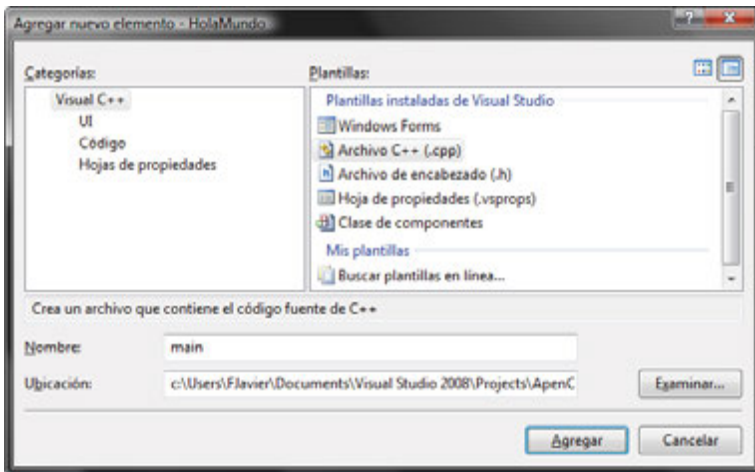 Agregar nuevo elemento - HolaMundo
Categorías:
Visual C++
UI
Código
Hojas de propiedades
Plantillas:
Plantillas instaladas de Visual Studio
Windows Forms
Archivo C++ (.cpp)
Archivo de encabezado (.h)
Hoja de propiedades (.vsprops)
Clase de componentes
Mis plantillas
Buscar plantillas en línea...
Crea un archivo que contiene el código fuente de C++
Nombre:
main
Ubicación:
c:\Users\FJavier\Documents\Visual Studio 2008\Projects\ApenC
Examinar...
Agregar
Cancelar